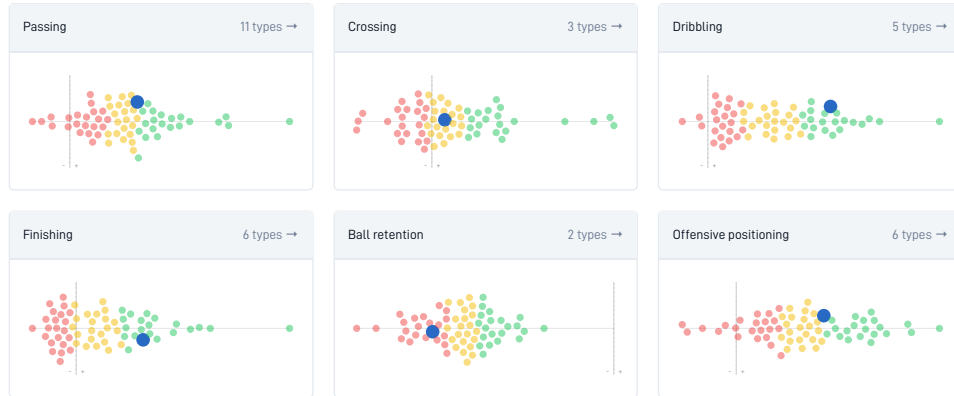 Passing 11 types →
Crossing 3 types →
Dribbling 5 types →
- +
- +
- +
Finishing 6 types →
Ball retention 2 types →
Offensive positioning 6 types →
- +
- +
- +